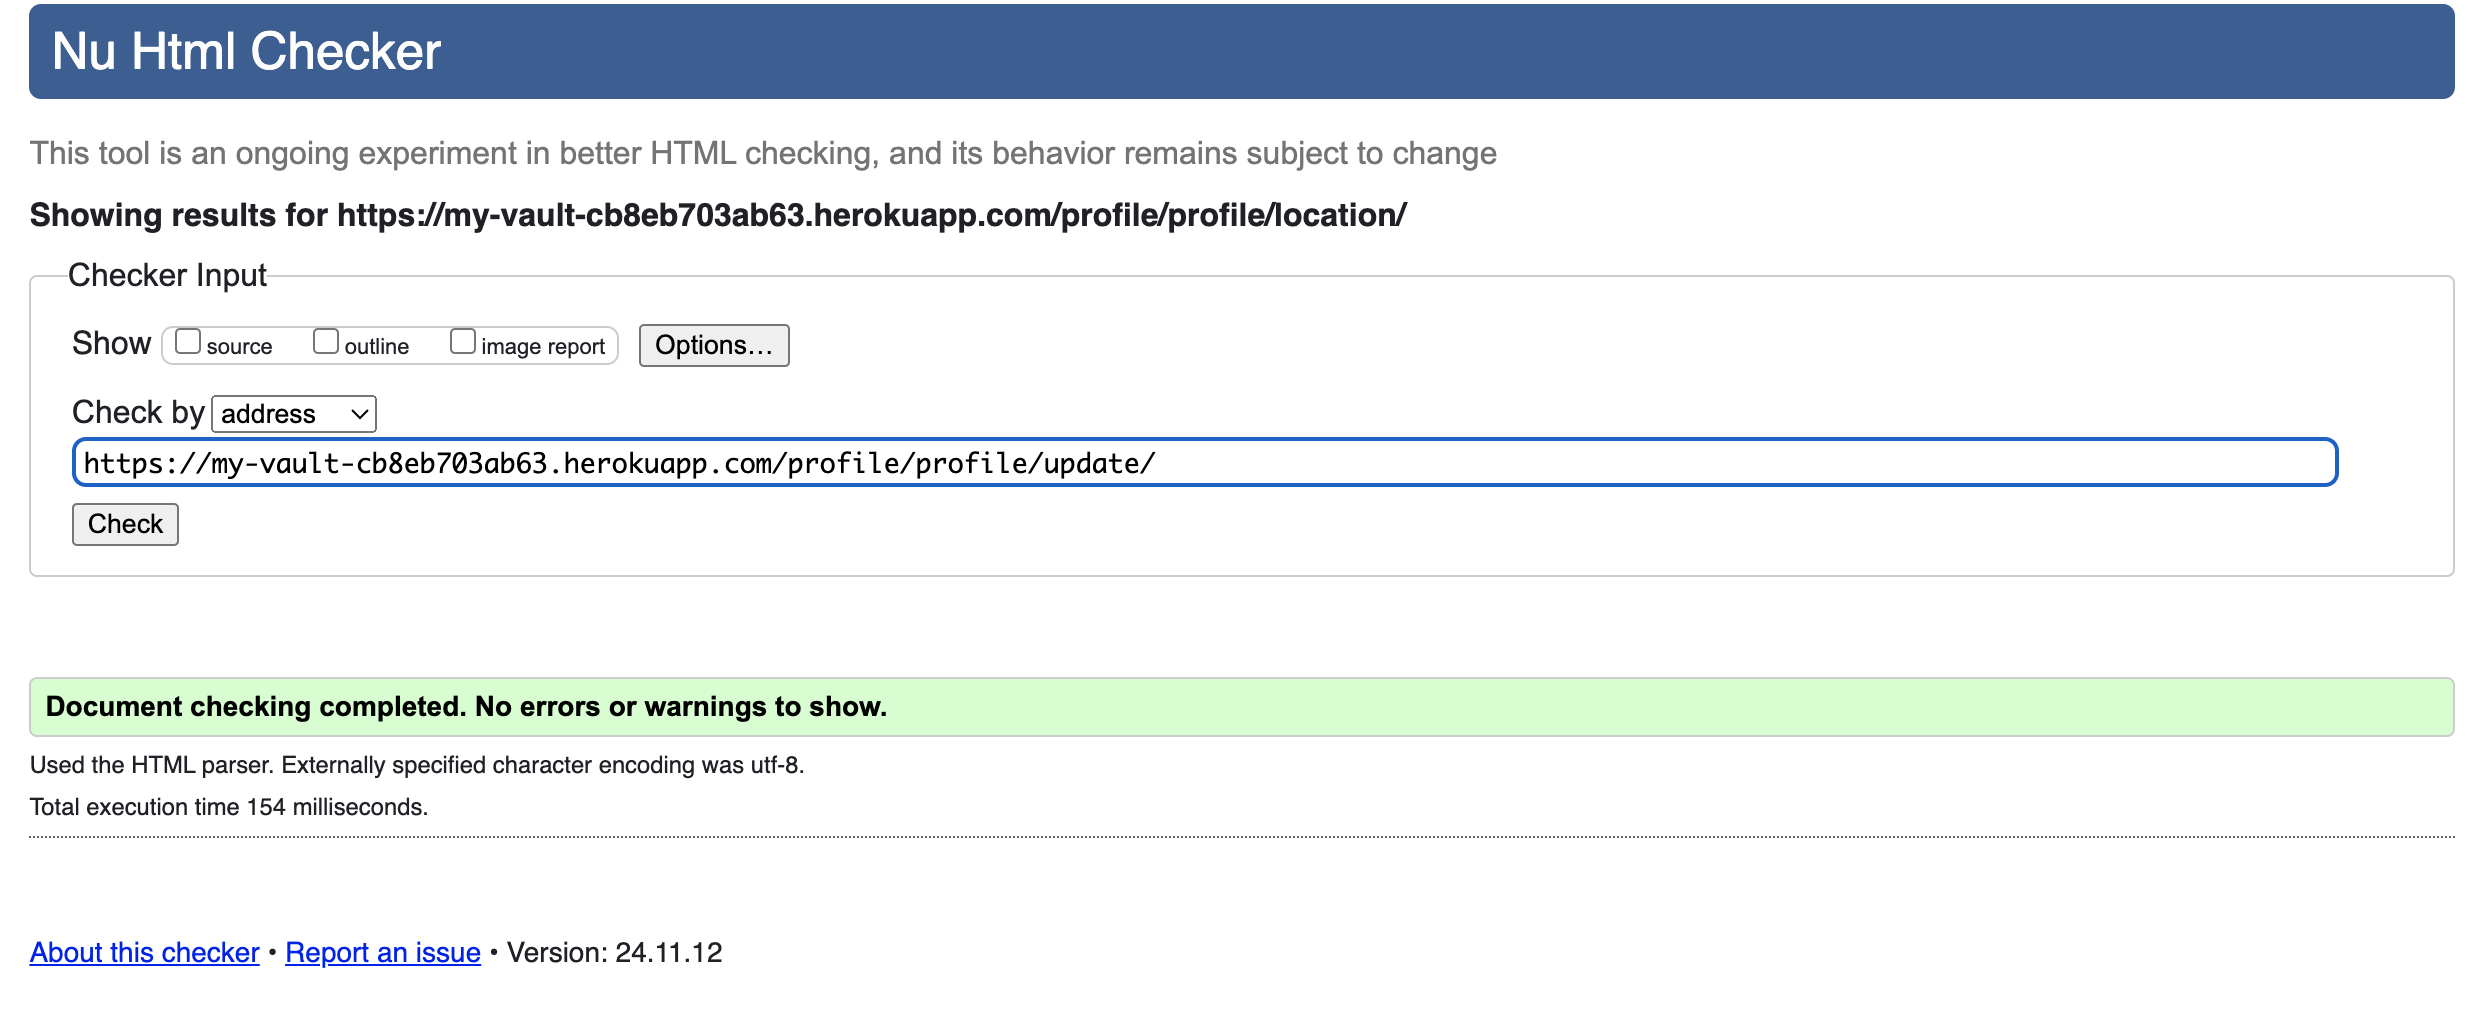 Nu Html Checker
This tool is an ongoing experiment in better HTML checking, and its behavior remains subject to change
Showing results for https://my-vault-cb8eb703ab63.herokuapp.com/profile/profile/location/
Checker Input
Show source outline image report Options...
Check by address
https://my-vault-cb8eb703ab63.herokuapp.com/profile/profile/update/
Check
Document checking completed. No errors or warnings to show.
Used the HTML parser. Externally specified character encoding was utf-8.
Total execution time 154 milliseconds.
About this checker • Report an issue • Version: 24.11.12